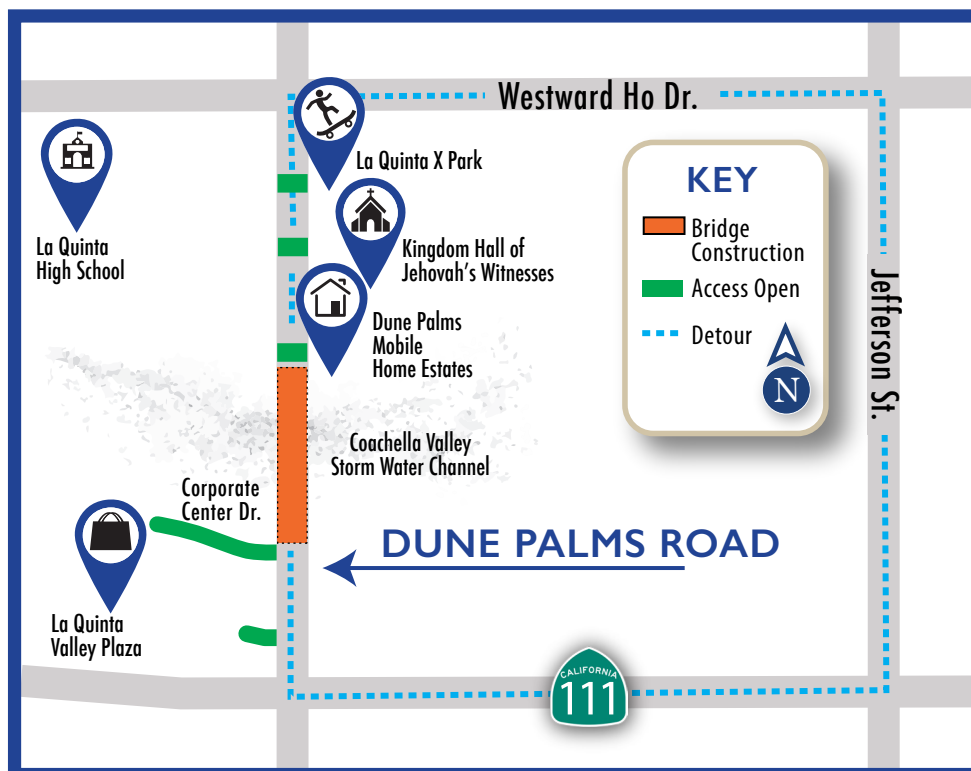 Westward Ho Dr.
La Quinta X Park
La Quinta
High School
Kingdom Hall of
Jehovah's Witnesses
Dune Palms
Mobile
Home Estates
KEY
Bridge
Construction
Access Open
Detour
N
Jefferson St.
Coachella Valley
Storm Water Channel
Corporate
Center Dr.
DUNE PALMS ROAD
La Quinta
Valley Plaza
CALIFORNIA
111